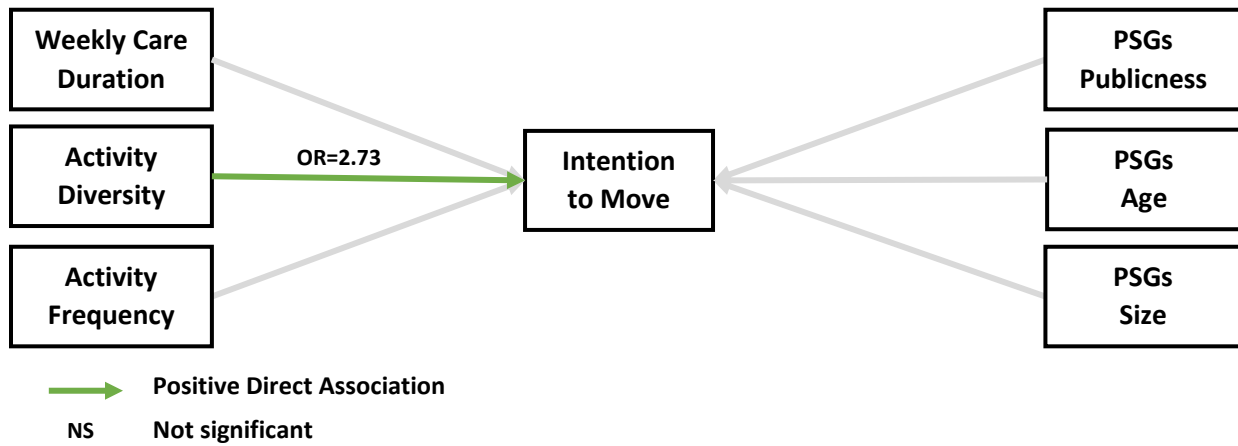 Weekly Care
Duration
PSGs
Publicness
Activity
Diversity
OR=2.73
Intention
to Move
PSGs
Age
Activity
Frequency
PSGs
Size
Positive Direct Association
NS Not significant